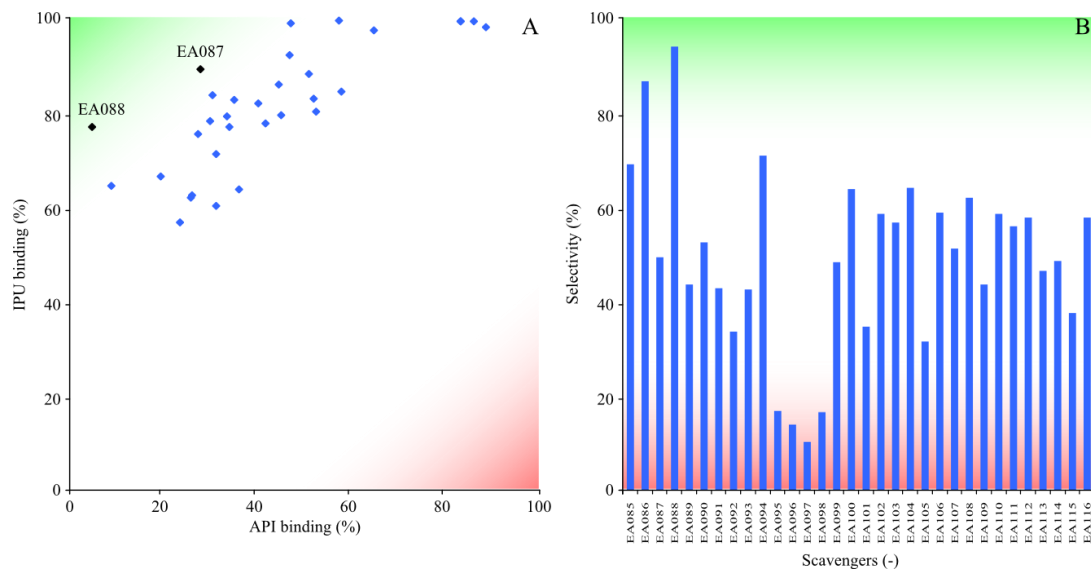 A
100
80
60
40
20
0
IPU binding (%)
EA087
EA088
0
20
40
60
80
100
API binding (%)
B
100
80
60
40
20
0
Selectivity (%)
EA085
EA086
EA087
EA088
EA089
EA090
EA091
EA092
EA093
EA094
EA095
EA096
EA097
EA098
EA099
EA100
EA101
EA102
EA103
EA104
EA105
EA106
EA107
EA108
EA109
EA110
EA111
EA112
EA113
EA114
EA115
EA116
Scavengers (-)